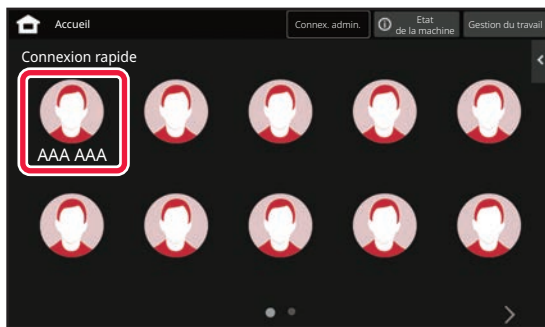 Accueil
Connex. admin.
Etat
de la machine
Gestion du travail
Connexion rapide
AAA AAA